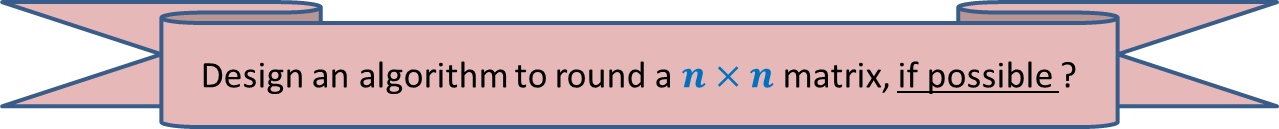 Design an algorithm to round a n × n matrix, if possible ?